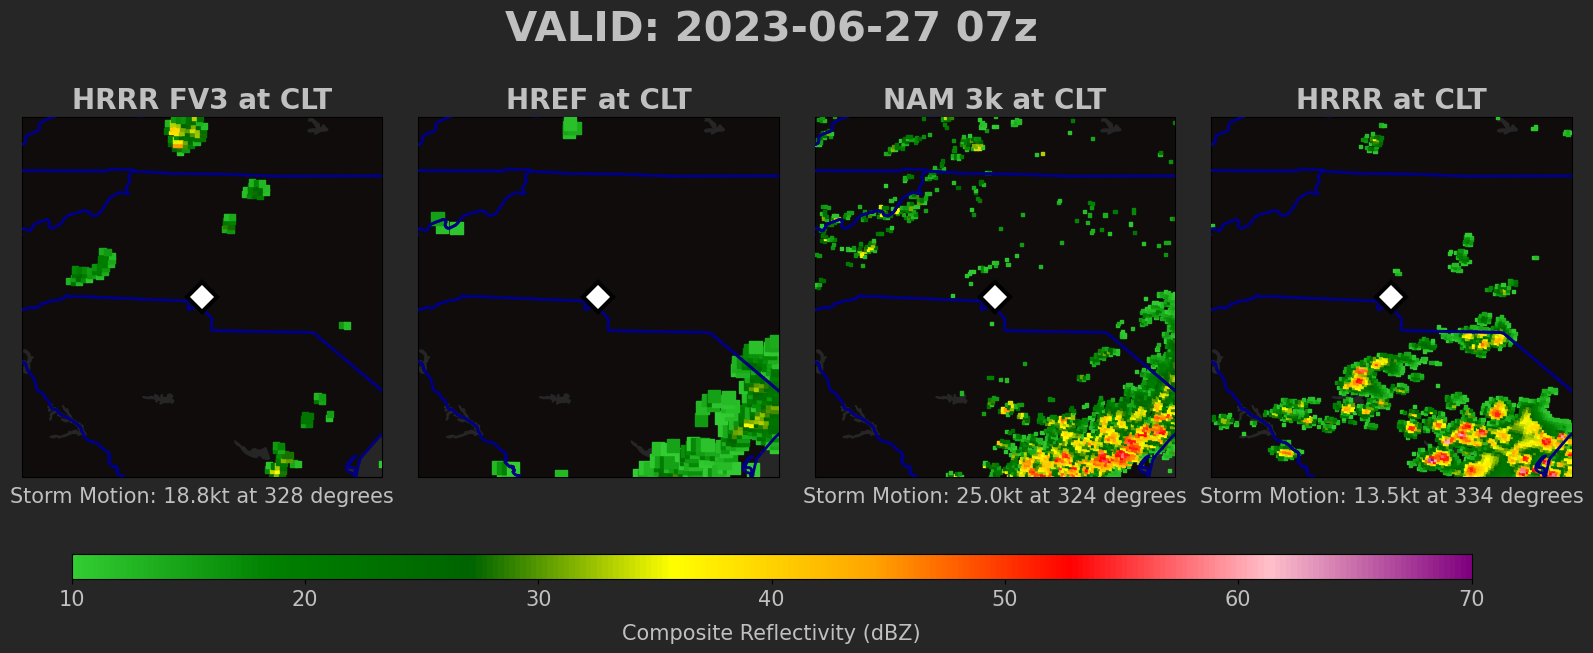 VALID: 2023-06-27 07z
HRRR FV3 at CLT
HREF at CLT
NAM 3k at CLT
HRRR at CLT
Storm Motion: 18.8kt at 328 degrees
Storm Motion: 25.0kt at 324 degrees
Storm Motion: 13.5kt at 334 degrees
10 20 30 40 50 60 70
Composite Reflectivity (dBZ)